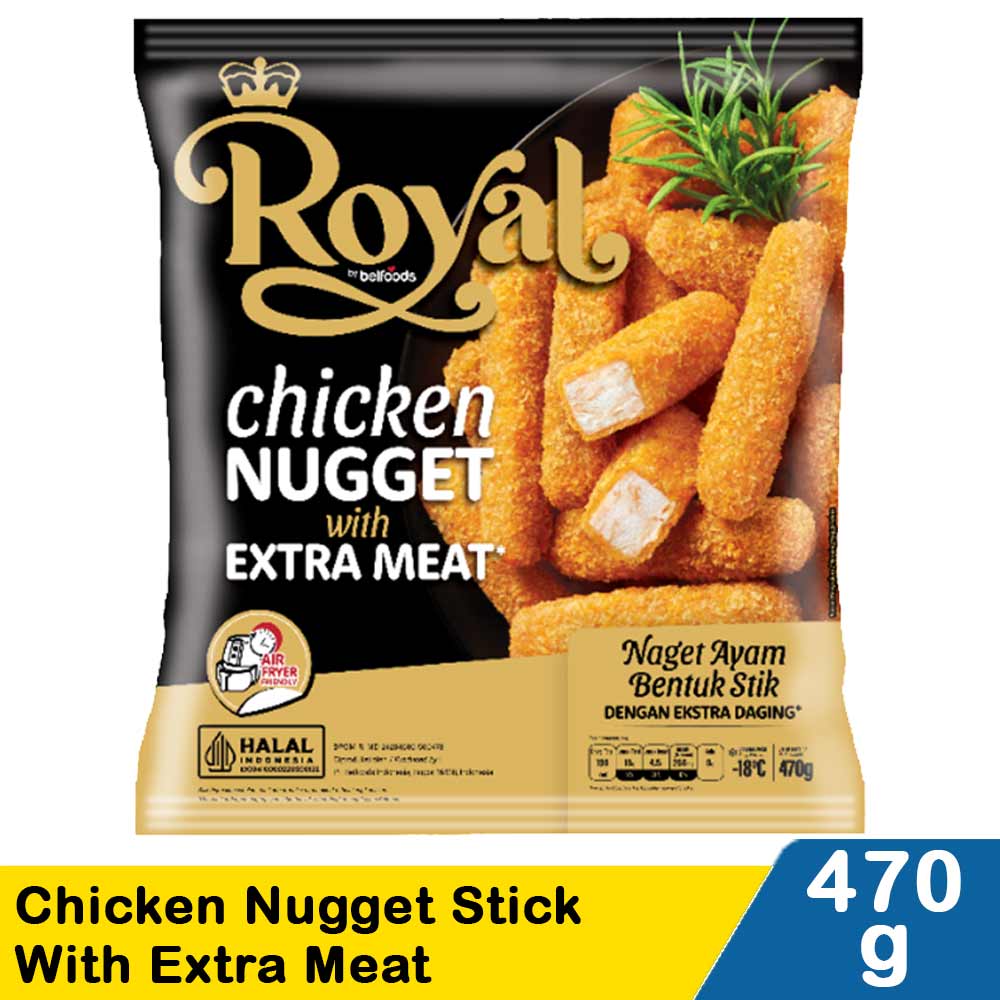 Royal
by belfoods
chicken
NUGGET
with
EXTRA MEAT*
AIR
FRYER
FRIENDLY
Naget Ayam
Bentuk Stik
DENGAN EKSTRA DAGING*
HALAL
INDONESIA
-18°C
470g
Chicken Nugget Stick
With Extra Meat
470
g